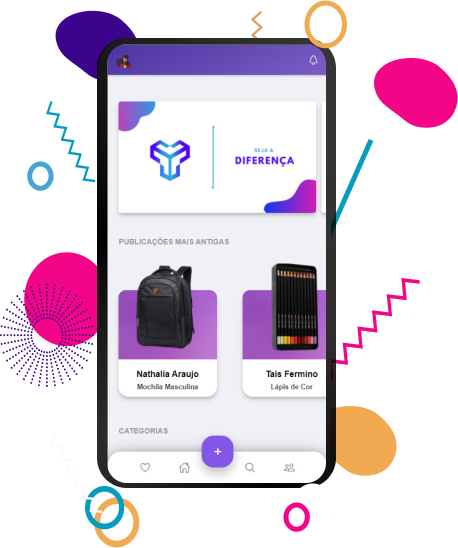 SEJA A
DIFERENÇA
PUBLICAÇÕES MAIS ANTIGAS
Nathalia Araujo
Mochila Masculina
Tais Fermino
Lápis de Cor
CATEGORIAS
+